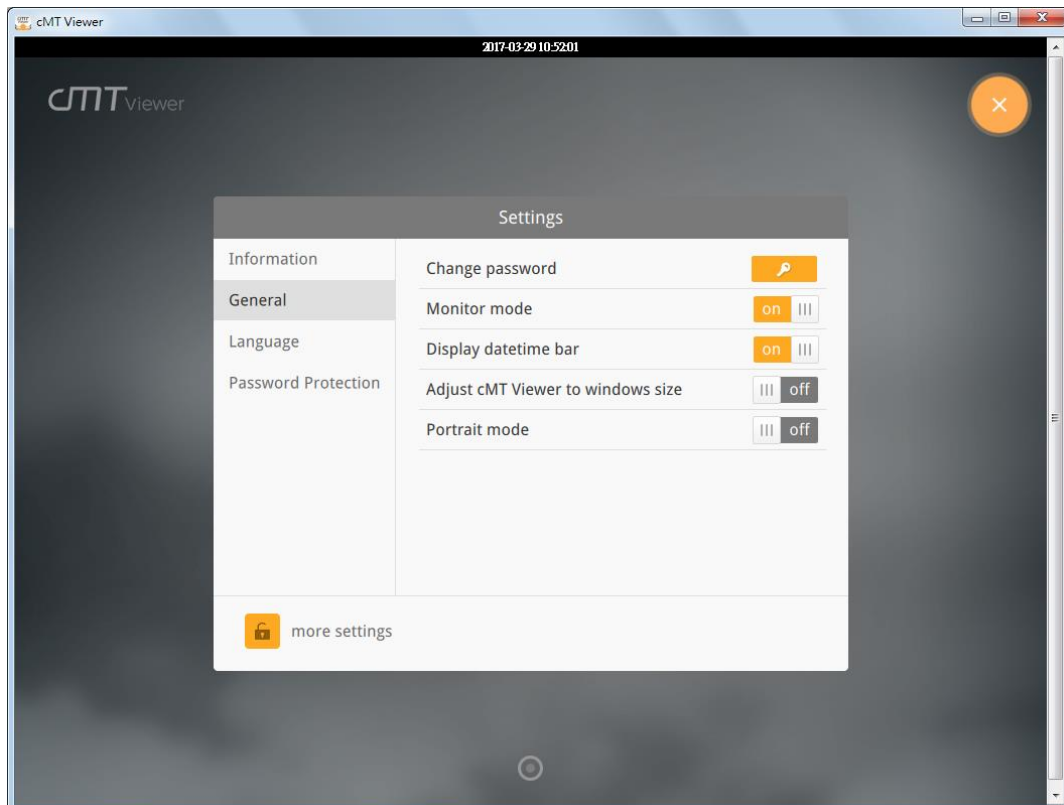 cMT Viewer
2017-03-29 10:52:01
cMT Viewer
Settings
Information
General
Language
Password Protection
Change password
Monitor mode on
Display datetime bar on
Adjust cMT Viewer to windows size off
Portrait mode off
more settings